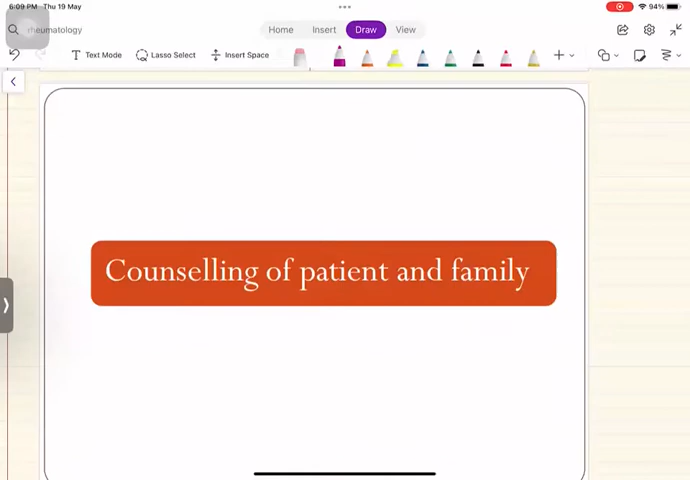 6:09 PM Thu 19 May
94%
rheumatology
Home Insert Draw View
Text Mode Lasso Select Insert Space
Counselling of patient and family